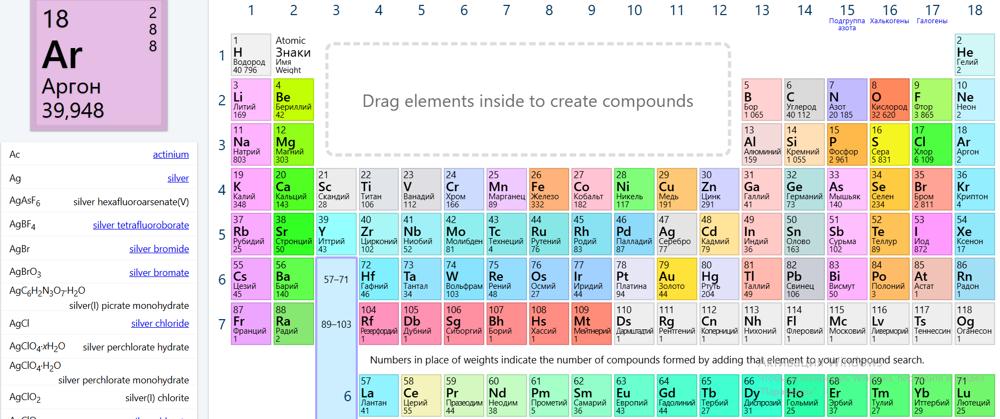 18
2
8
8
Ar
Аргон
39,948
Ac actinium
Ag silver
AgAsF6 silver hexafluoroarsenate(V)
AgBF4 silver tetrafluoroborate
AgBr silver bromide
AgBrO3 silver bromate
AgC6H2N3O7·H2O
silver(I) picrate monohydrate
AgCl silver chloride
AgClO4·xH2O silver perchlorate hydrate
AgClO4·H2O
silver perchlorate monohydrate
AgClO2 silver(I) chlorite
1 2 3 4 5 6 7 8 9 10 11 12 13 14 15 16 17 18
Подгруппа азота Халькогены Галогены
Atomic
Знаки
Имя
Weight
Drag elements inside to create compounds
1
1 H Водород 40 796
2 He Гелий 2
2
3 Li Литий 169
4 Be Бериллий 42
5 B Бор 1 065
6 C Углерод 40 112
7 N Азот 20 185
8 O Кислород 32 620
9 F Фтор 3 865
10 Ne Неон 2
3
11 Na Натрий 803
12 Mg Магний 303
13 Al Алюминий 159
14 Si Кремний 1 055
15 P Фосфор 2 961
16 S Сера 5 831
17 Cl Хлор 6 109
18 Ar Аргон 2
4
19 K Калий 348
20 Ca Кальций 143
21 Sc Скандий 28
22 Ti Титан 106
23 V Ванадий 112
24 Cr Хром 166
25 Mn Марганец 89
26 Fe Железо 332
27 Co Кобальт 182
28 Ni Никель 117
29 Cu Медь 191
30 Zn Цинк 291
31 Ga Галлий 41
32 Ge Германий 73
33 As Мышьяк 140
34 Se Селен 234
35 Br Бром 2 811
36 Kr Криптон 4
5
37 Rb Рубидий 25
38 Sr Стронций 50
39 Y Иттрий 43
40 Zr Цирконий 102
41 Nb Ниобий 52
42 Mo Молибден 81
43 Tc Технеций 4
44 Ru Рутений 76
45 Rh Родий 83
46 Pd Палладий 87
47 Ag Серебро 77
48 Cd Кадмий 79
49 In Индий 36
50 Sn Олово 163
51 Sb Сурьма 102
52 Te Теллур 89
53 I Иод 872
54 Xe Ксенон 17
6
55 Cs Цезий 45
56 Ba Барий 140
57–71
72 Hf Гафний 46
73 Ta Тантал 34
74 W Вольфрам 103
75 Re Рений 48
76 Os Осмий 27
77 Ir Иридий 44
78 Pt Платина 94
79 Au Золото 44
80 Hg Ртуть 204
81 Tl Таллий 49
82 Pb Свинец 106
83 Bi Висмут 50
84 Po Полоний 3
85 At Астат 1
86 Rn Радон 1
7
87 Fr Франций 1
88 Ra Радий 2
89–103
104 Rf Резерфордий 1
105 Db Дубний 1
106 Sg Сиборгий 1
107 Bh Борий 1
108 Hs Хассий 1
109 Mt Мейтнерий 1
110 Ds Дармштадтий 1
111 Rg Рентгений 1
112 Cn Коперниций 1
113 Nh Нихоний 1
114 Fl Флеровий 1
115 Mc Московий 1
116 Lv Ливерморий 1
117 Ts Теннессин 1
118 Og Оганесон 1
Numbers in place of weights indicate the number of compounds formed by adding that element to your compound search.
Активация Windows
Чтобы активировать Windows, перейдите в раздел
"Параметры".
6
57 La Лантан 41
58 Ce Церий 55
59 Pr Празеодим 44
60 Nd Неодим 38
61 Pm Прометий 5
62 Sm Самарий 36
63 Eu Европий 43
64 Gd Гадолиний 44
65 Tb Тербий 27
66 Dy Диспрозий 31
67 Ho Гольмий 25
68 Er Эрбий 37
69 Tm Тулий 27
70 Yb Иттербий 29
71 Lu Лютеций 25